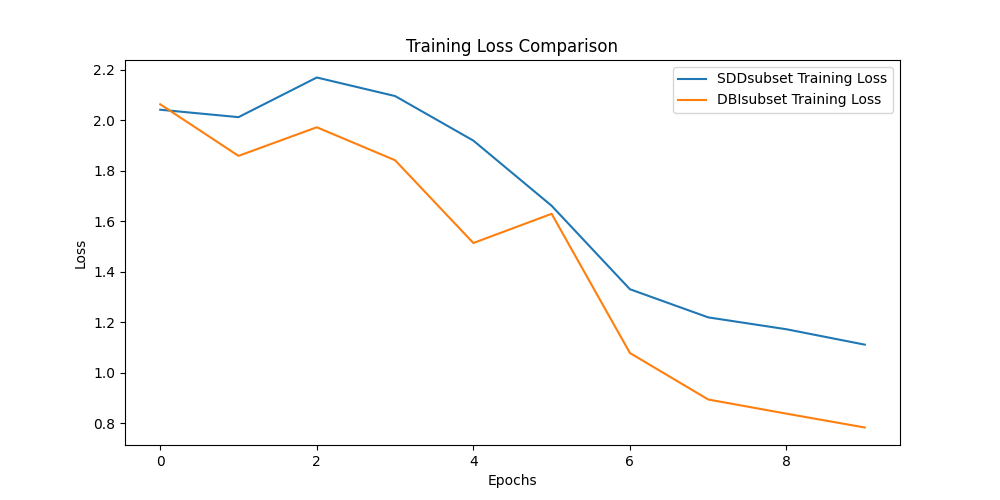 Training Loss Comparison
SDDsubset Training Loss
DBIsubset Training Loss
2.2
2.0
1.8
1.6
1.4
1.2
1.0
0.8
Loss
0 2 4 6 8
Epochs